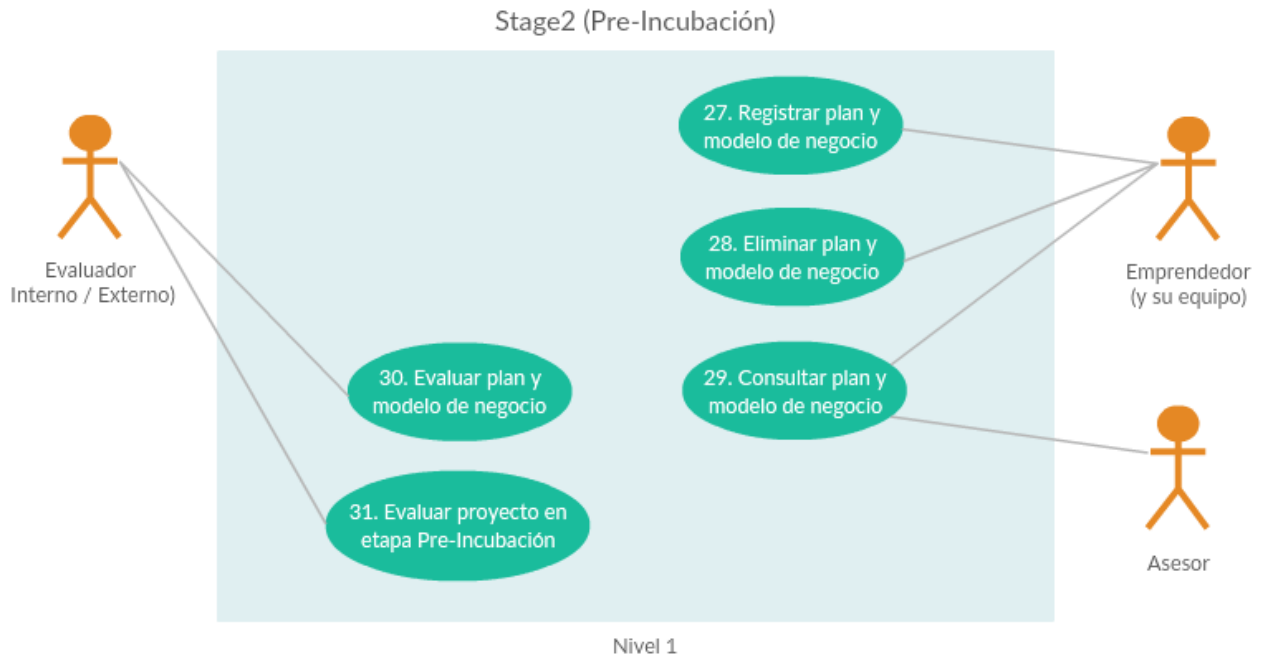 Stage2 (Pre-Incubación)
27. Registrar plan y
modelo de negocio
28. Eliminar plan y
modelo de negocio
Evaluador
Interno / Externo)
Emprendedor
(y su equipo)
30. Evaluar plan y
modelo de negocio
29. Consultar plan y
modelo de negocio
31. Evaluar proyecto en
etapa Pre-Incubación
Asesor
Nivel 1